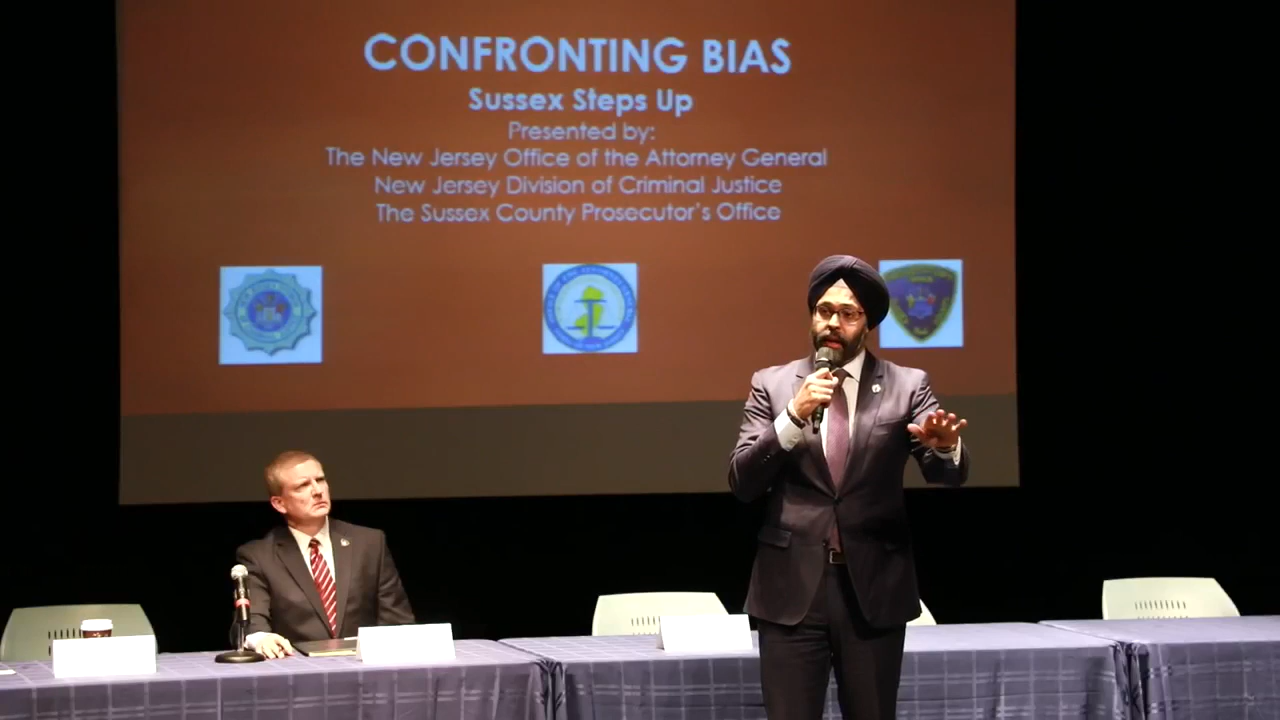 CONFRONTING BIAS
Sussex Steps Up
Presented by:
The New Jersey Office of the Attorney General
New Jersey Division of Criminal Justice
The Sussex County Prosecutor's Office